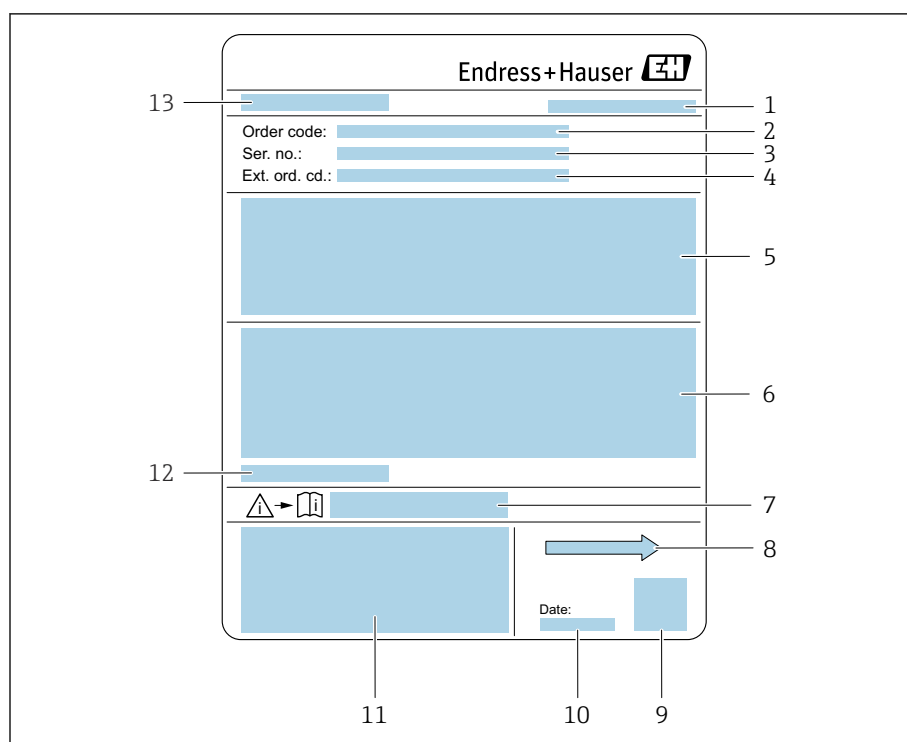 Endress+Hauser EH
13
1
Order code:
2
Ser. no.:
3
Ext. ord. cd.:
4
5
6
12
i i
7
8
Date:
11
10
9